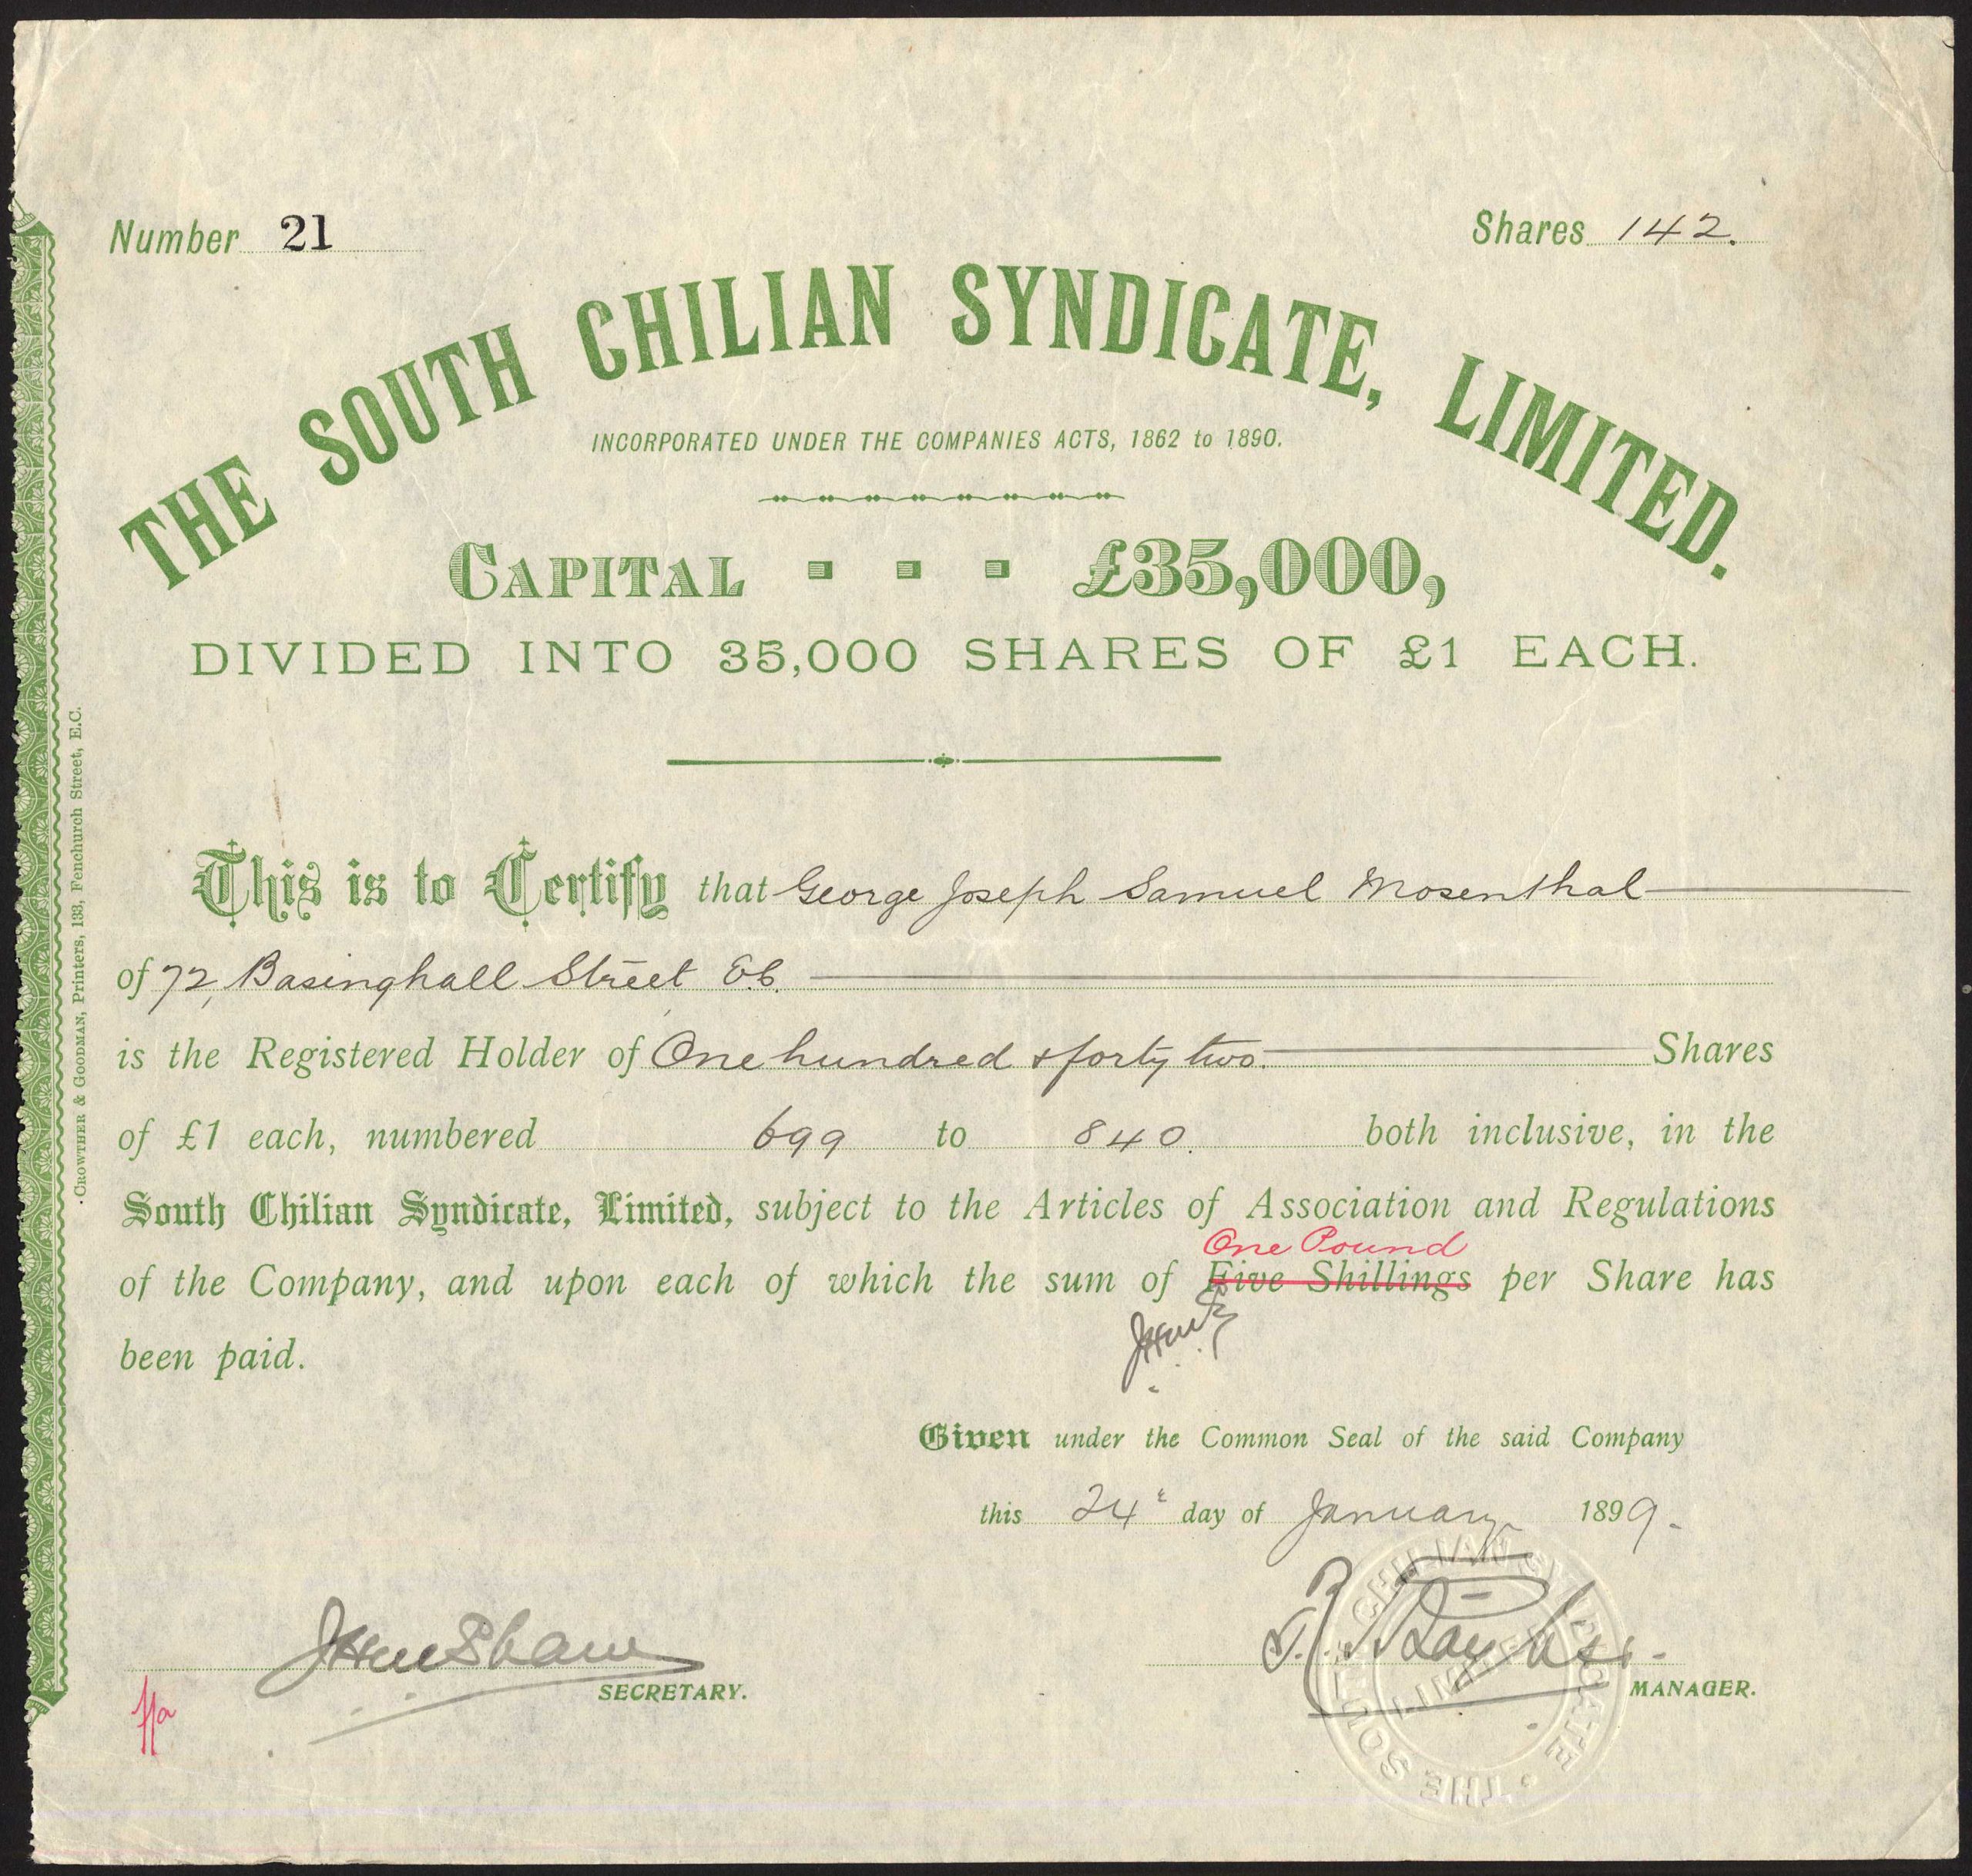 Number 21
Shares 142.
THE SOUTH CHILIAN SYNDICATE, LIMITED.
INCORPORATED UNDER THE COMPANIES ACTS, 1862 to 1890.
CAPITAL - - - £35,000,
DIVIDED INTO 35,000 SHARES OF £1 EACH.
This is to Certify that George Joseph Samuel Mosenthal
of 72, Basinghall Street E.C.
is the Registered Holder of One hundred & forty two. Shares
of £1 each, numbered 699 to 840. both inclusive, in the
South Chilian Syndicate, Limited, subject to the Articles of Association and Regulations
One Pound
of the Company, and upon each of which the sum of Five Shillings per Share has
been paid.
Given under the Common Seal of the said Company
this 24t day of January 1899.
SECRETARY.
MANAGER.
THE SOUTH CHILIAN SYNDICATE
LIMITED
CROWTHER & GOODMAN, Printers, 133, Fenchurch Street, E.C.